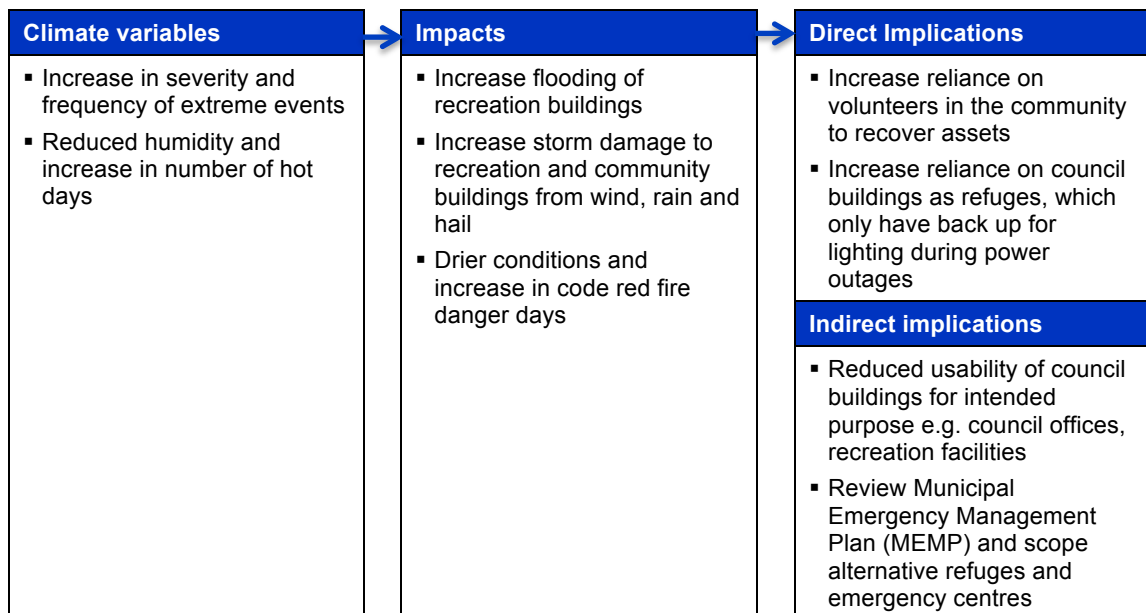 Climate variables
▪ Increase in severity and
frequency of extreme events
▪ Reduced humidity and
increase in number of hot
days
Impacts
▪ Increase flooding of
recreation buildings
▪ Increase storm damage to
recreation and community
buildings from wind, rain and
hail
▪ Drier conditions and
increase in code red fire
danger days
Direct Implications
▪ Increase reliance on
volunteers in the community
to recover assets
▪ Increase reliance on council
buildings as refuges, which
only have back up for
lighting during power
outages
Indirect implications
▪ Reduced usability of council
buildings for intended
purpose e.g. council offices,
recreation facilities
▪ Review Municipal
Emergency Management
Plan (MEMP) and scope
alternative refuges and
emergency centres